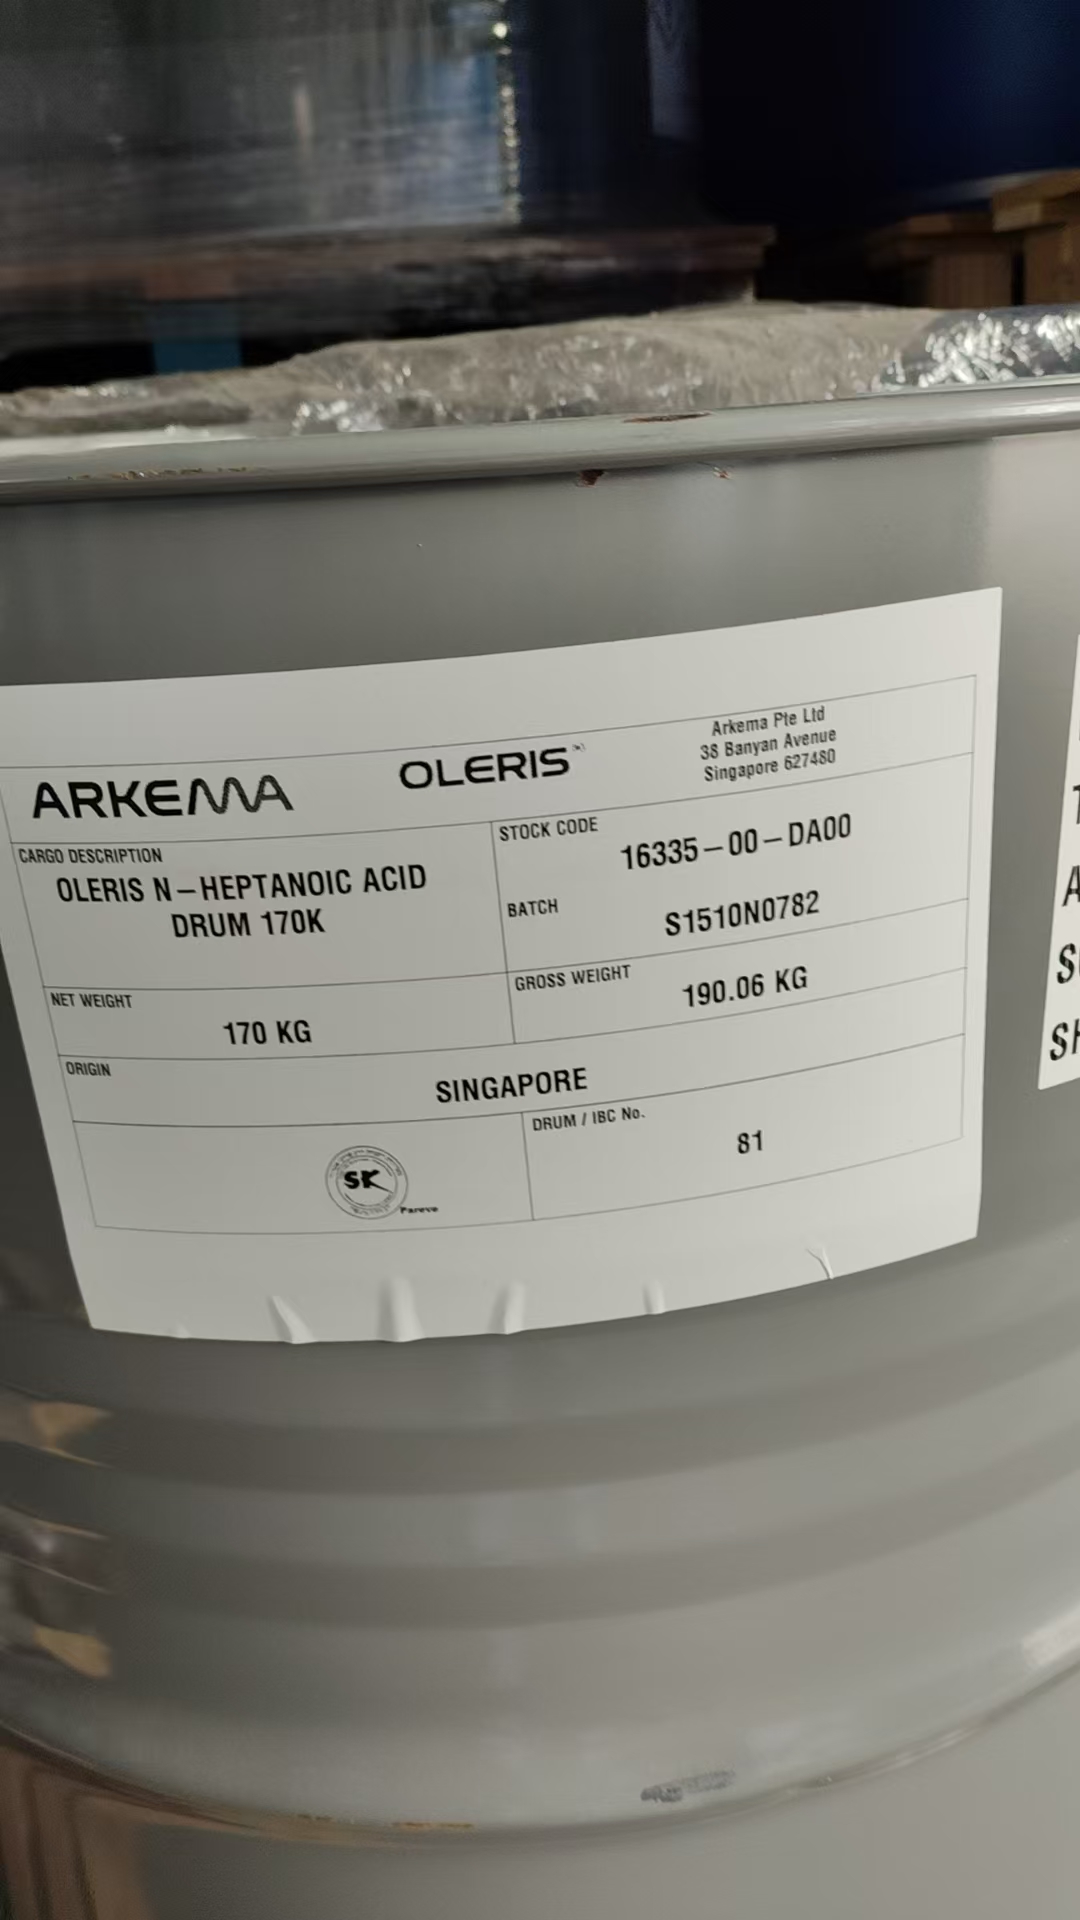 ARKEMA
OLERIS™
Arkema Pte Ltd
38 Banyan Avenue
Singapore 627480
CARGO DESCRIPTION
OLERIS N-HEPTANOIC ACID
DRUM 170K
STOCK CODE
16335-00-DA00
BATCH
S1510N0782
NET WEIGHT
170 KG
GROSS WEIGHT
190.06 KG
ORIGIN
SINGAPORE
SK
Pareve
DRUM / IBC No.
81